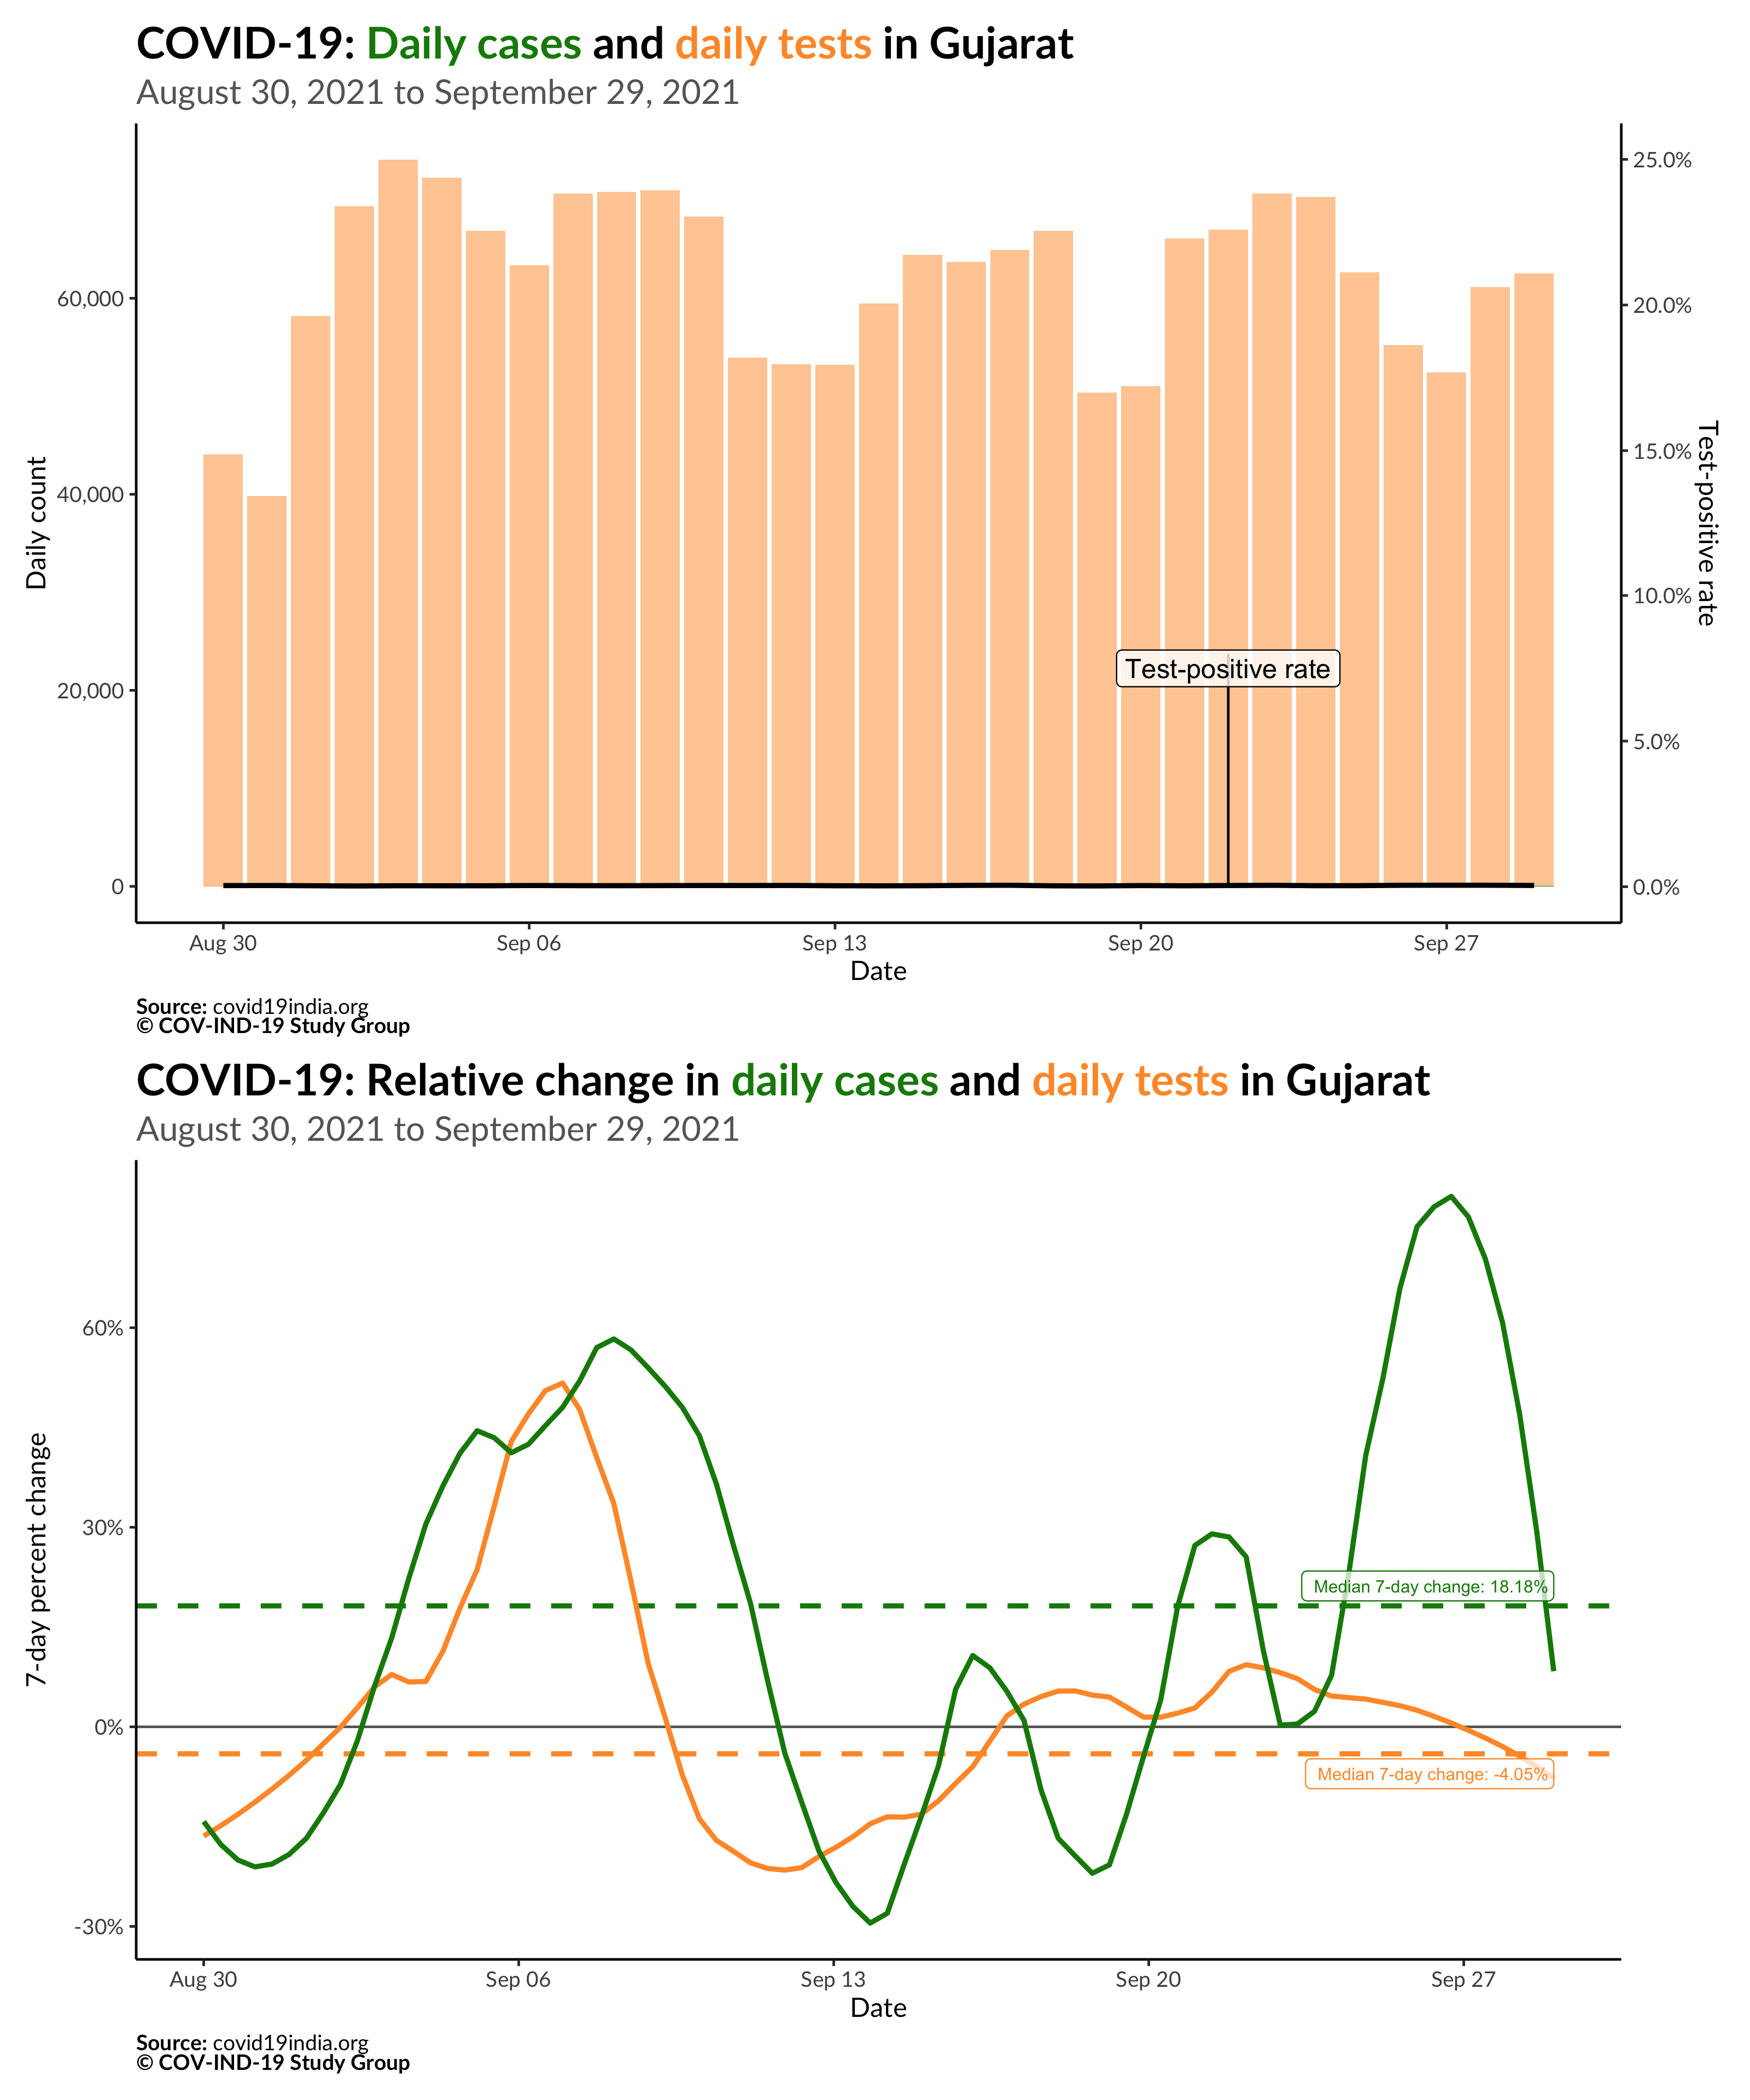 COVID-19: Daily cases and daily tests in Gujarat
August 30, 2021 to September 29, 2021
25.0%
20.0%
15.0%
10.0%
5.0%
0.0%
Test-positive rate
60,000
40,000
20,000
0
Daily count
Test-positive rate
Aug 30
Sep 06
Sep 13
Sep 20
Sep 27
Date
Source: covid19india.org
© COV-IND-19 Study Group
COVID-19: Relative change in daily cases and daily tests in Gujarat
August 30, 2021 to September 29, 2021
60%
30%
0%
-30%
7-day percent change
Median 7-day change: 18.18%
Median 7-day change: -4.05%
Aug 30
Sep 06
Sep 13
Sep 20
Sep 27
Date
Source: covid19india.org
© COV-IND-19 Study Group